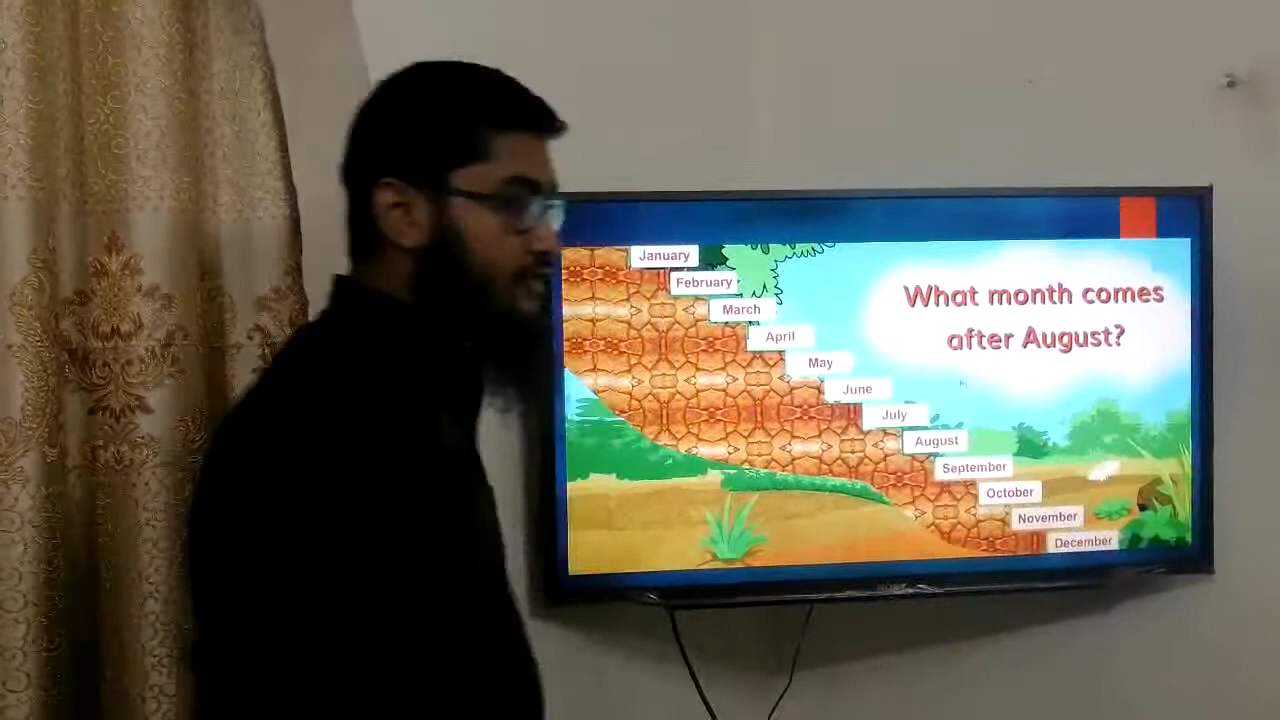 January
February
March
April
May
June
July
August
September
October
November
December
What month comes
after August?